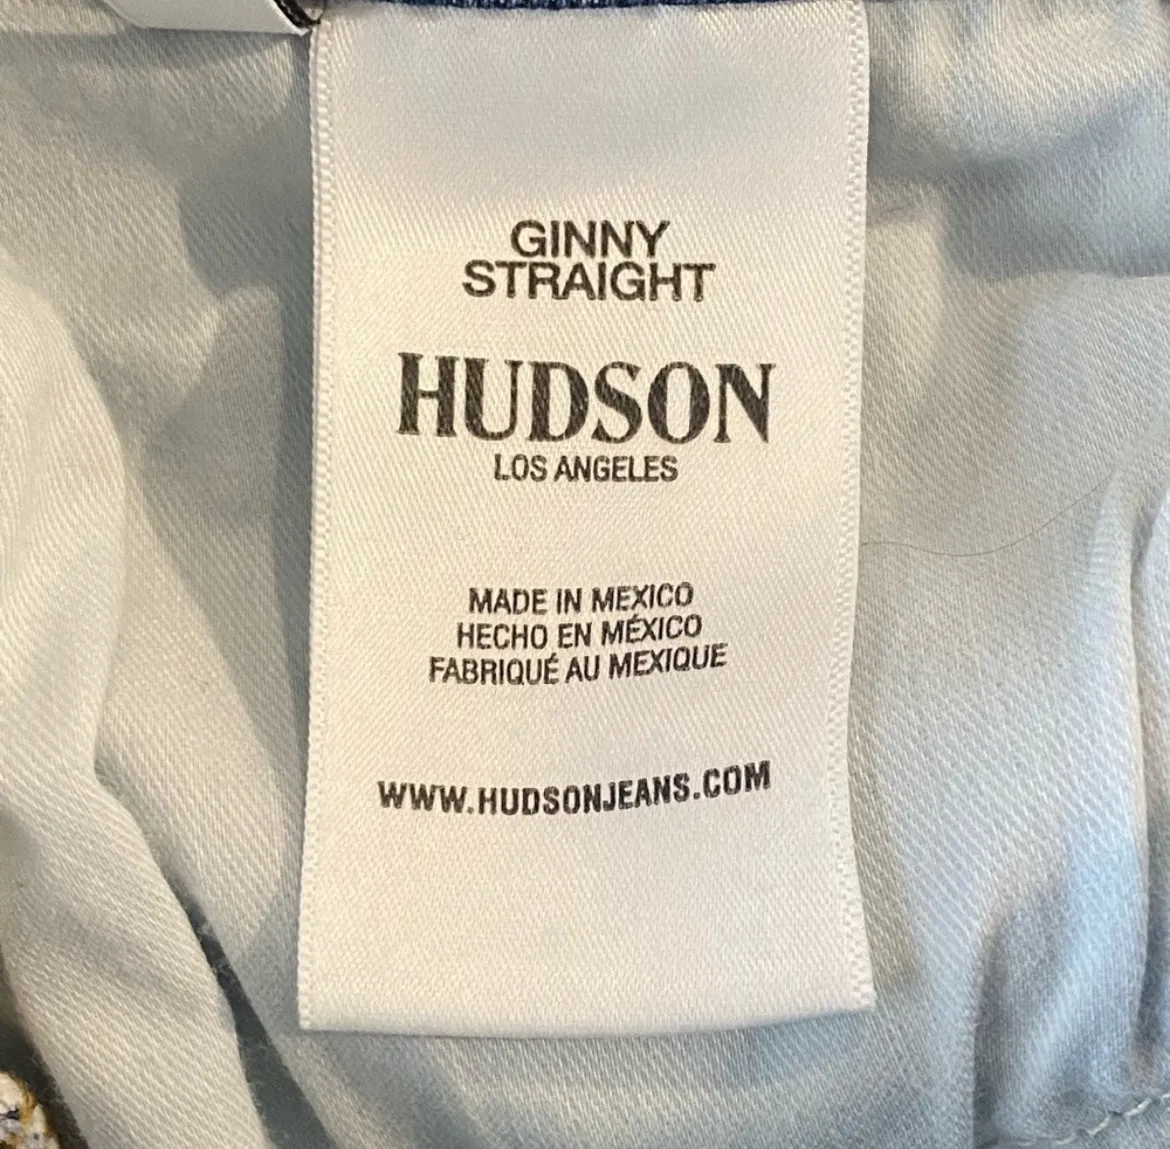 GINNY
STRAIGHT
HUDSON
LOS ANGELES
MADE IN MEXICO
HECHO EN MÉXICO
FABRIQUÉ AU MEXIQUE
WWW.HUDSONJEANS.COM